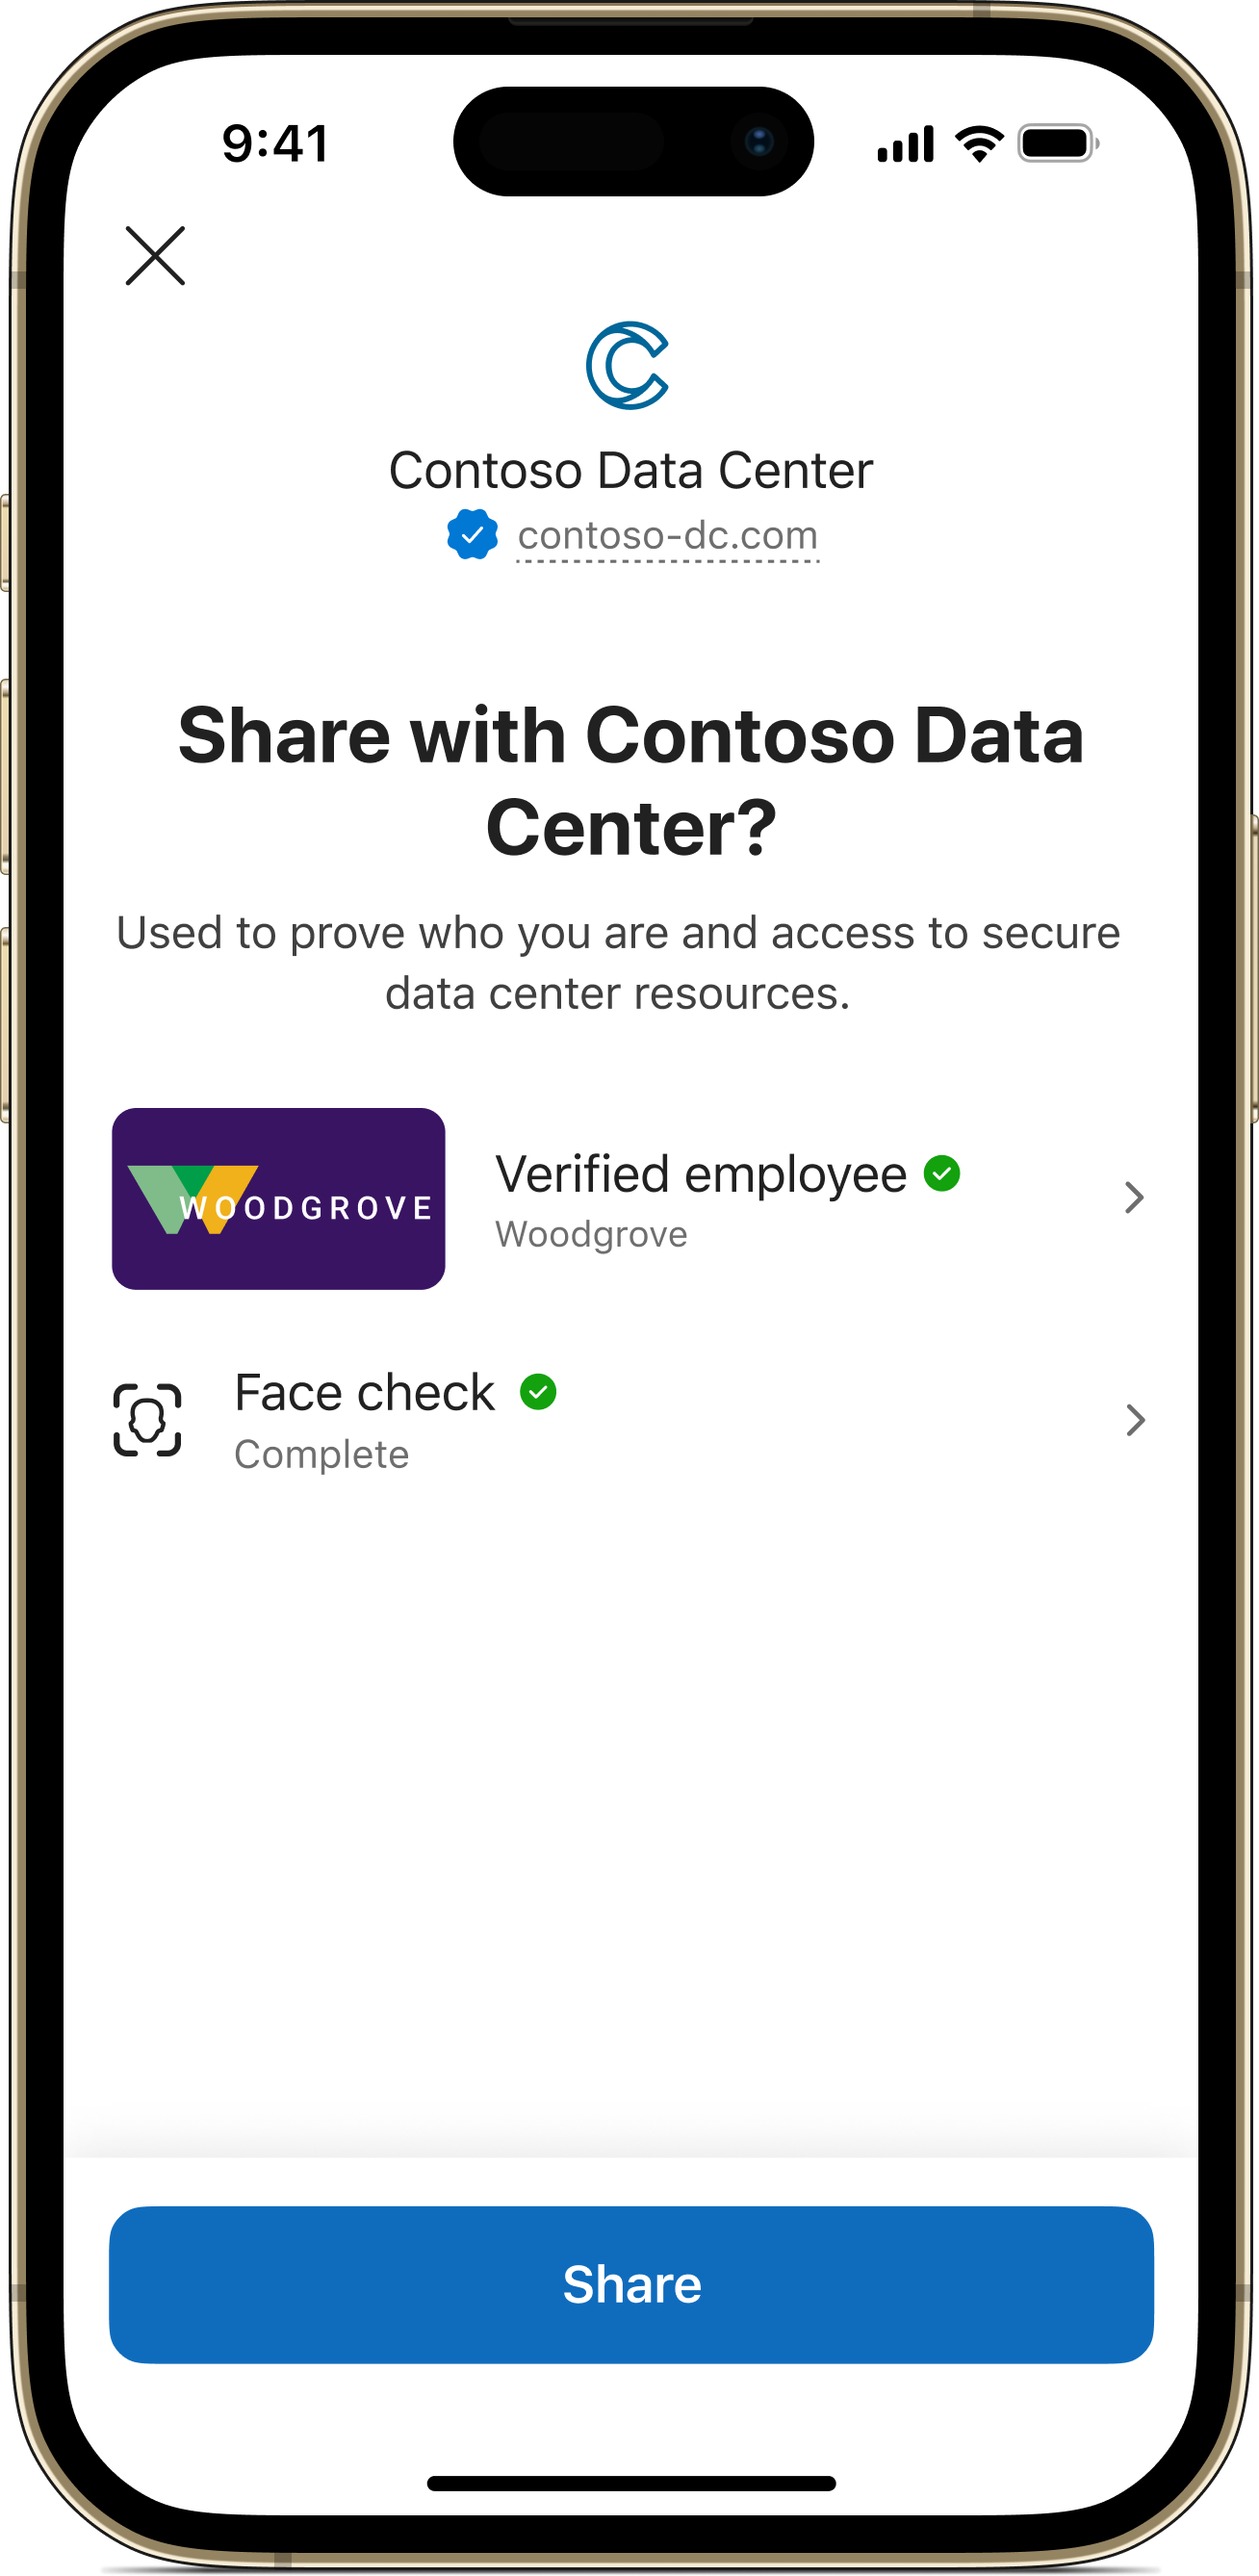 9:41
Contoso Data Center
contoso-dc.com
Share with Contoso Data
Center?
Used to prove who you are and access to secure
data center resources.
WOODGROVE
Verified employee
Woodgrove
Face check
Complete
Share